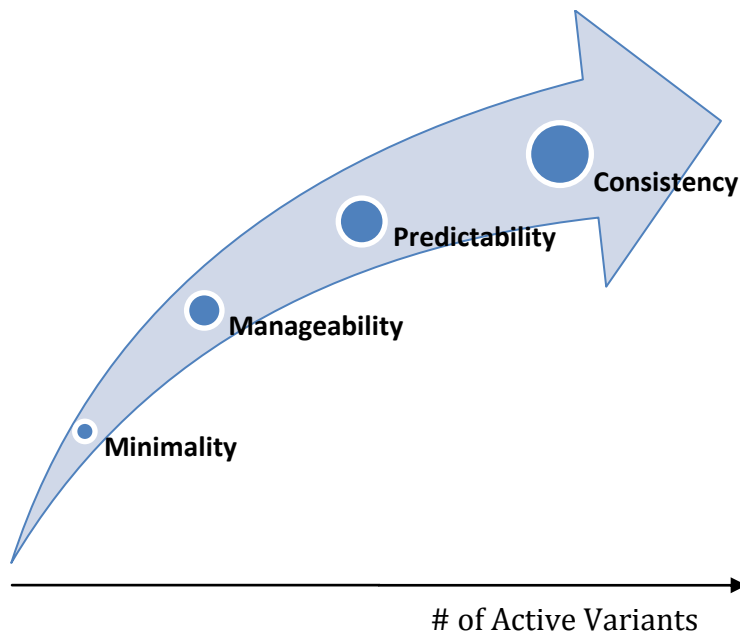 Consistency
Predictability
Manageability
Minimality
# of Active Variants